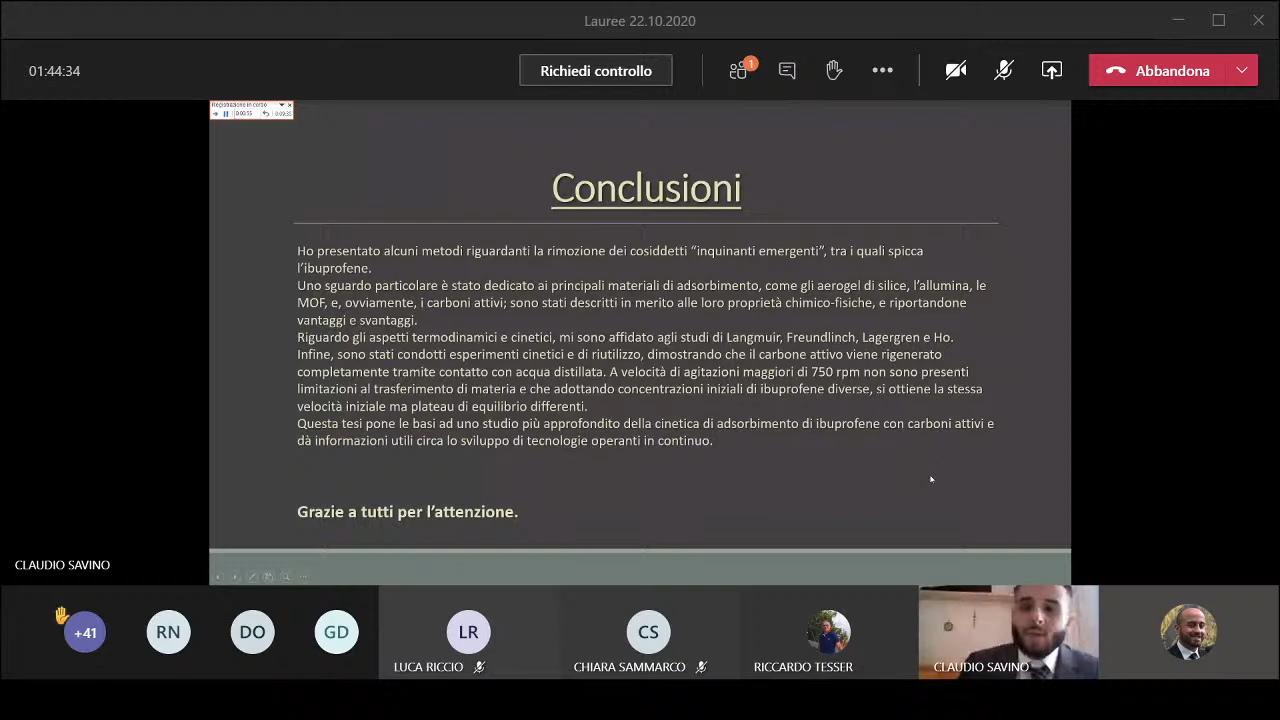 Lauree 22.10.2020
01:44:34
Richiedi controllo
1
Abbandona
Registrazione in corso
Conclusioni
Ho presentato alcuni metodi riguardanti la rimozione dei cosiddetti “inquinanti emergenti”, tra i quali spicca
l’ibuprofene.
Uno sguardo particolare è stato dedicato ai principali materiali di adsorbimento, come gli aerogel di silice, l’allumina, le
MOF, e, ovviamente, i carboni attivi; sono stati descritti in merito alle loro proprietà chimico-fisiche, e riportandone
vantaggi e svantaggi.
Riguardo gli aspetti termodinamici e cinetici, mi sono affidato agli studi di Langmuir, Freundlinch, Lagergren e Ho.
Infine, sono stati condotti esperimenti cinetici e di riutilizzo, dimostrando che il carbone attivo viene rigenerato
completamente tramite contatto con acqua distillata. A velocità di agitazioni maggiori di 750 rpm non sono presenti
limitazioni al trasferimento di materia e che adottando concentrazioni iniziali di ibuprofene diverse, si ottiene la stessa
velocità iniziale ma plateau di equilibrio differenti.
Questa tesi pone le basi ad uno studio più approfondito della cinetica di adsorbimento di ibuprofene con carboni attivi e
dà informazioni utili circa lo sviluppo di tecnologie operanti in continuo.
Grazie a tutti per l’attenzione.
CLAUDIO SAVINO
+41
RN
DO
GD
LR
CS
LUCA RICCIO
CHIARA SAMMARCO
RICCARDO TESSER
CLAUDIO SAVINO